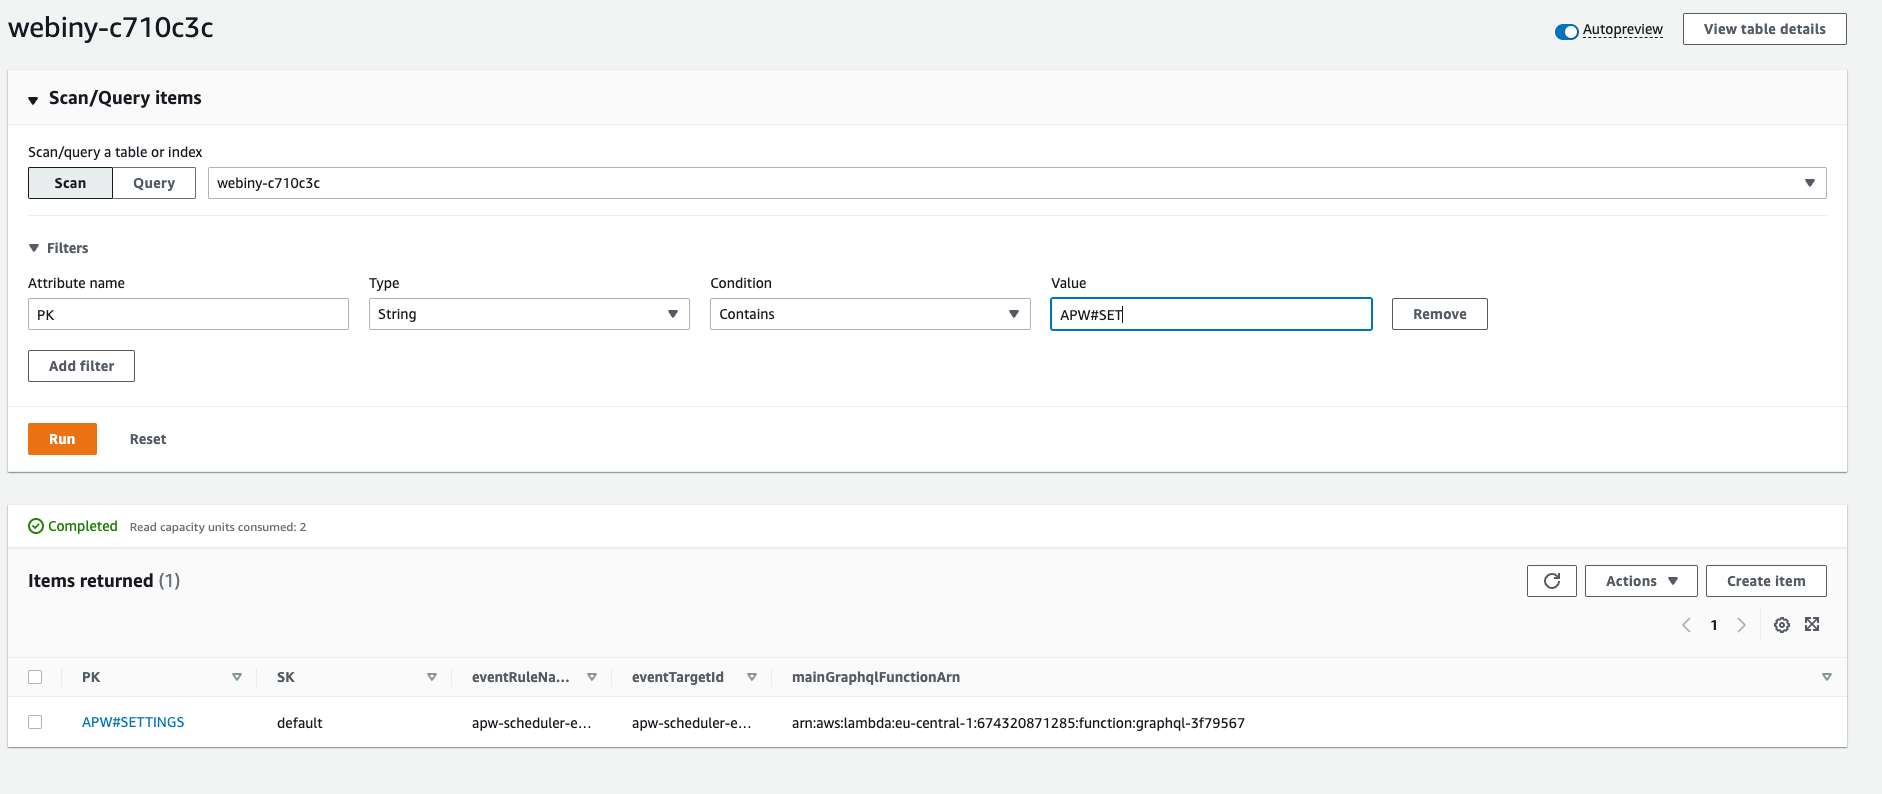 webiny-c710c3c
Autopreview
View table details
Scan/Query items
Scan/query a table or index
Scan Query webiny-c710c3c
Filters
Attribute name Type Condition Value
PK String Contains APW#SET Remove
Add filter
Run Reset
Completed Read capacity units consumed: 2
Items returned (1)
Actions Create item
1
PK SK eventRuleNa... eventTargetId mainGraphqlFunctionArn
APW#SETTINGS default apw-scheduler-e... apw-scheduler-e... arn:aws:lambda:eu-central-1:674320871285:function:graphql-3f79567